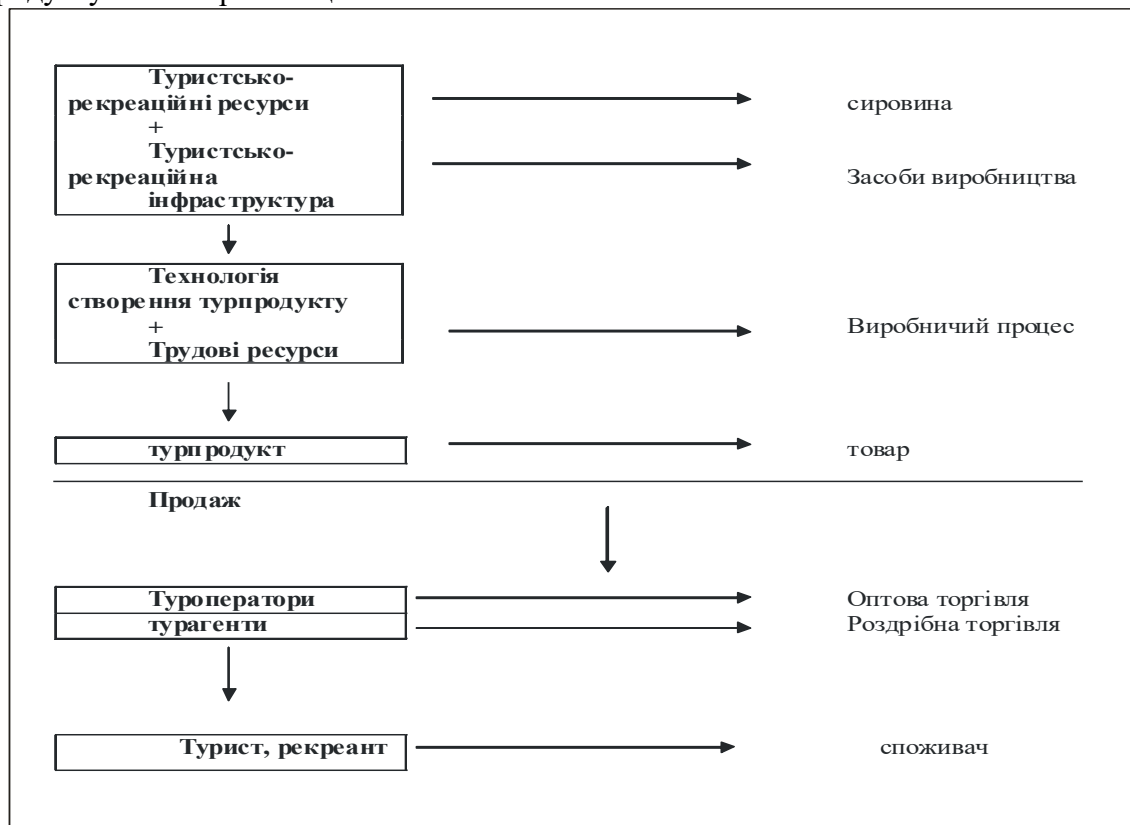 Туристсько-
рекреаційні ресурси
+
Туристсько-
рекреаційна
інфраструктура
сировина
Засоби виробництва
Технологія
створення турпродукту
+
Трудові ресурси
Виробничий процес
турпродукт
товар
Продаж
Туроператори
Оптова торгівля
турагенти
Роздрібна торгівля
Турист, рекреант
споживач